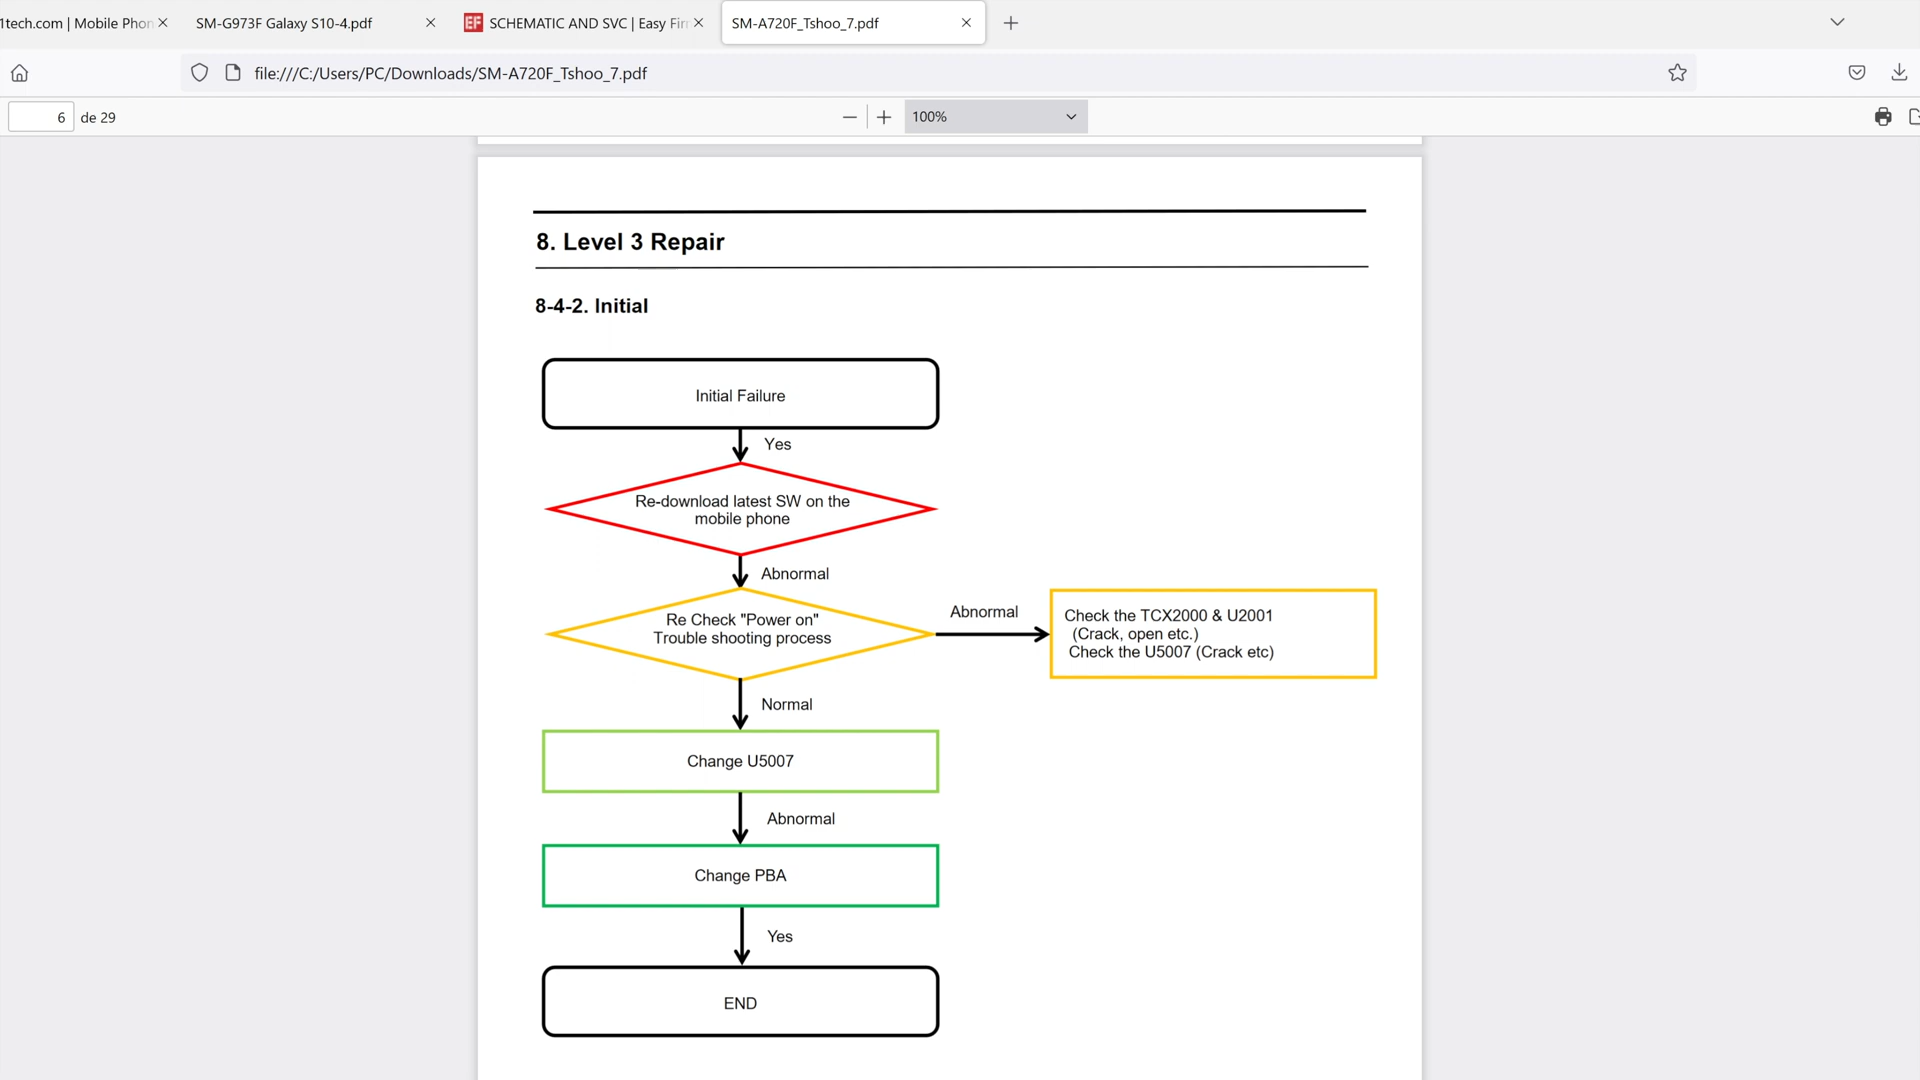 1tech.com | Mobile Phon
SM-G973F Galaxy S10-4.pdf
EF SCHEMATIC AND SVC | Easy Fir
SM-A720F_Tshoo_7.pdf
file:///C:/Users/PC/Downloads/SM-A720F_Tshoo_7.pdf
6 de 29
100%
8. Level 3 Repair
8-4-2. Initial
Initial Failure
Yes
Re-download latest SW on the
mobile phone
Abnormal
Re Check "Power on"
Trouble shooting process
Abnormal
Check the TCX2000 & U2001
(Crack, open etc.)
Check the U5007 (Crack etc)
Normal
Change U5007
Abnormal
Change PBA
Yes
END